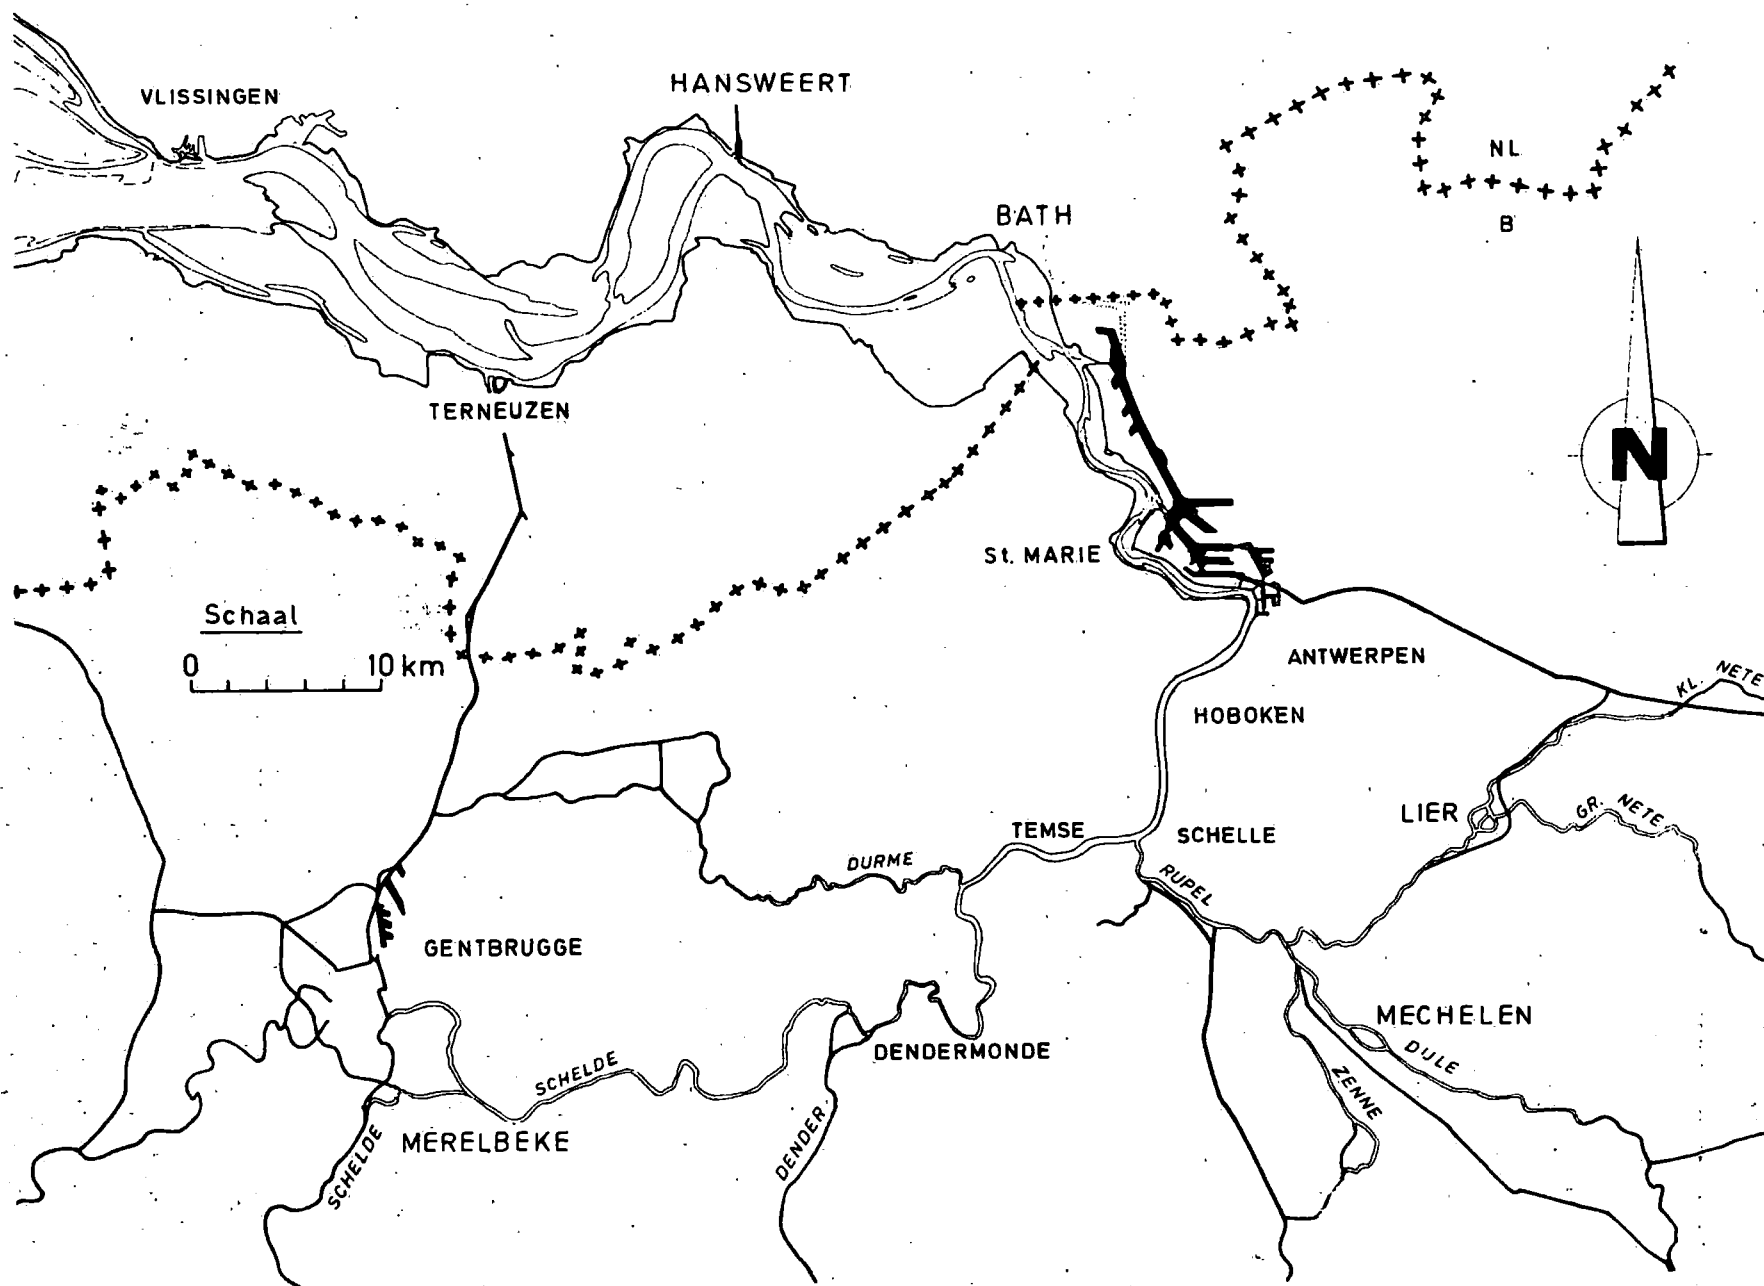 HANSWEERT
VLISSINGEN
NL
BATH
B
TERNEUZEN
N
St. MARIE
Schaal
0 10 km
ANTWERPEN
KL. NETE
HOBOKEN
LIER
GR. NETE
TEMSE
SCHELLE
DURME
RUPEL
GENTBRUGGE
MECHELEN
DENDERMONDE
DIJLE
SCHELDE
ZENNE
MERELBEKE
DENDER
SCHELDE